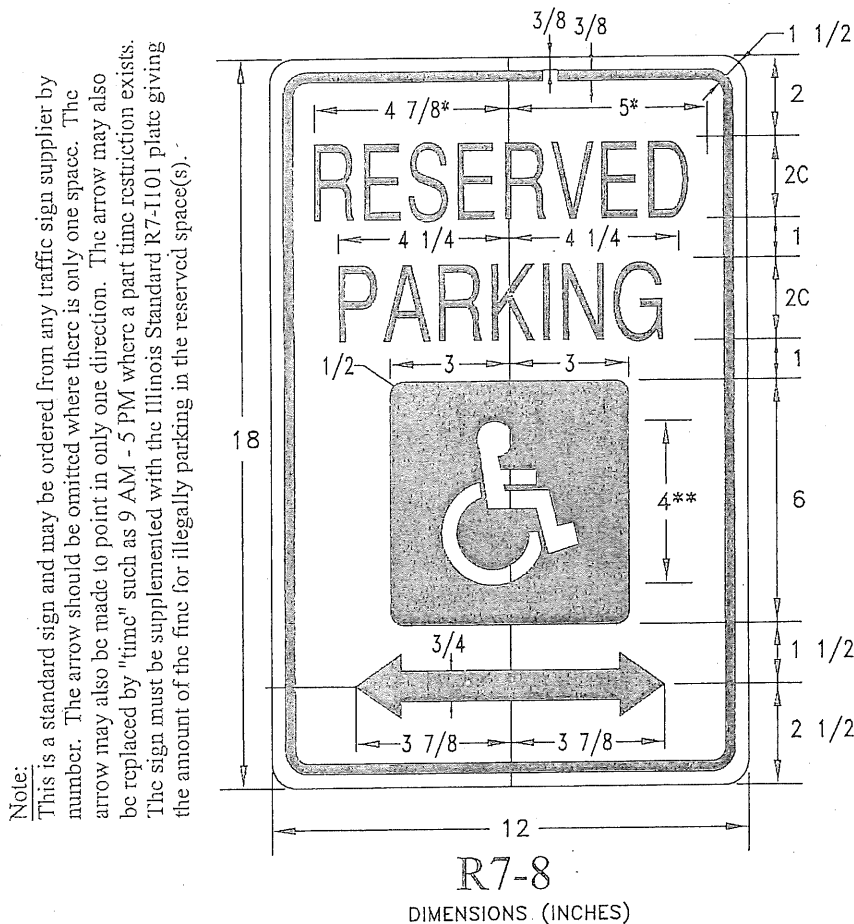 Note:
This is a standard sign and may be ordered from any traffic sign supplier by
number. The arrow should be omitted where there is only one space. The
arrow may also be made to point in only one direction. The arrow may also
be replaced by "time" such as 9 AM - 5 PM where a part time restriction exists.
The sign must be supplemented with the Illinois Standard R7-I101 plate giving
the amount of the fine for illegally parking in the reserved space(s).
3/8 3/8
1 1/2
2
4 7/8* 5*
RESERVED
2C
4 1/4 4 1/4
1
PARKING
2C
1/2 3 3
1
18
4**
6
3/4
1 1/2
3 7/8 3 7/8
2 1/2
12
R7-8
DIMENSIONS (INCHES)